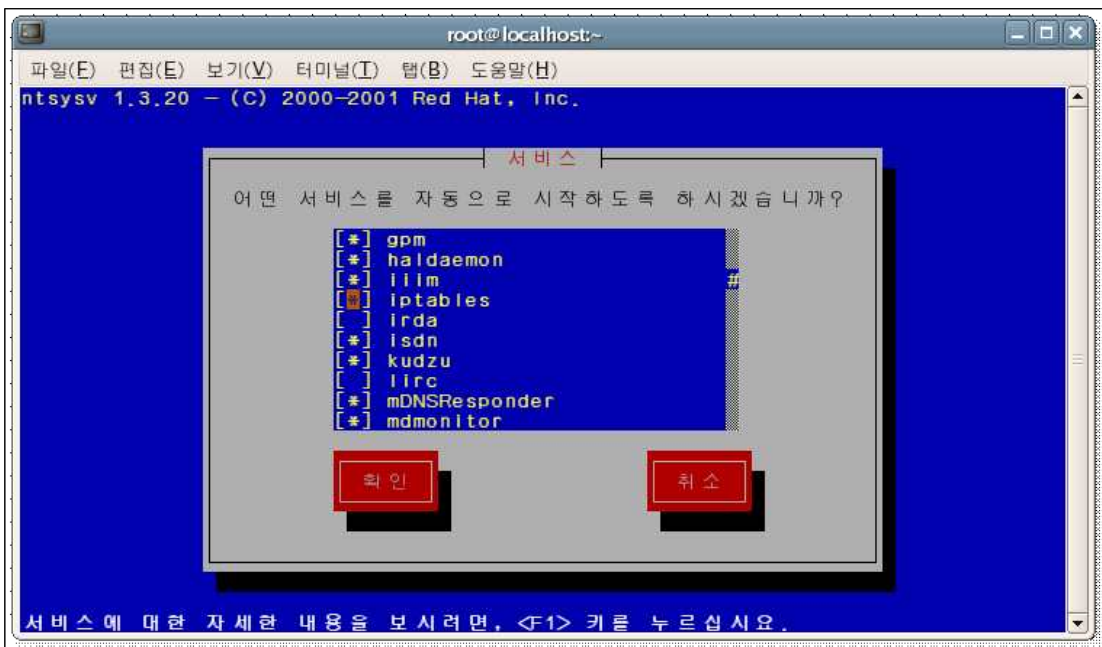 root@localhost:~
파일(F) 편집(E) 보기(V) 터미널(T) 탭(B) 도움말(H)
ntsysv 1.3.20 - (C) 2000-2001 Red Hat, Inc.
서비스
어떤 서비스를 자동으로 시작하도록 하시겠습니까?
[*] gpm
[*] haldaemon
[*] iiim
[*] iptables
[ ] irda
[*] isdn
[*] kudzu
[ ] lirc
[*] mDNSResponder
[*] mdmonitor
#
확인 취소
서비스에 대한 자세한 내용을 보시려면, <F1> 키를 누르십시요.